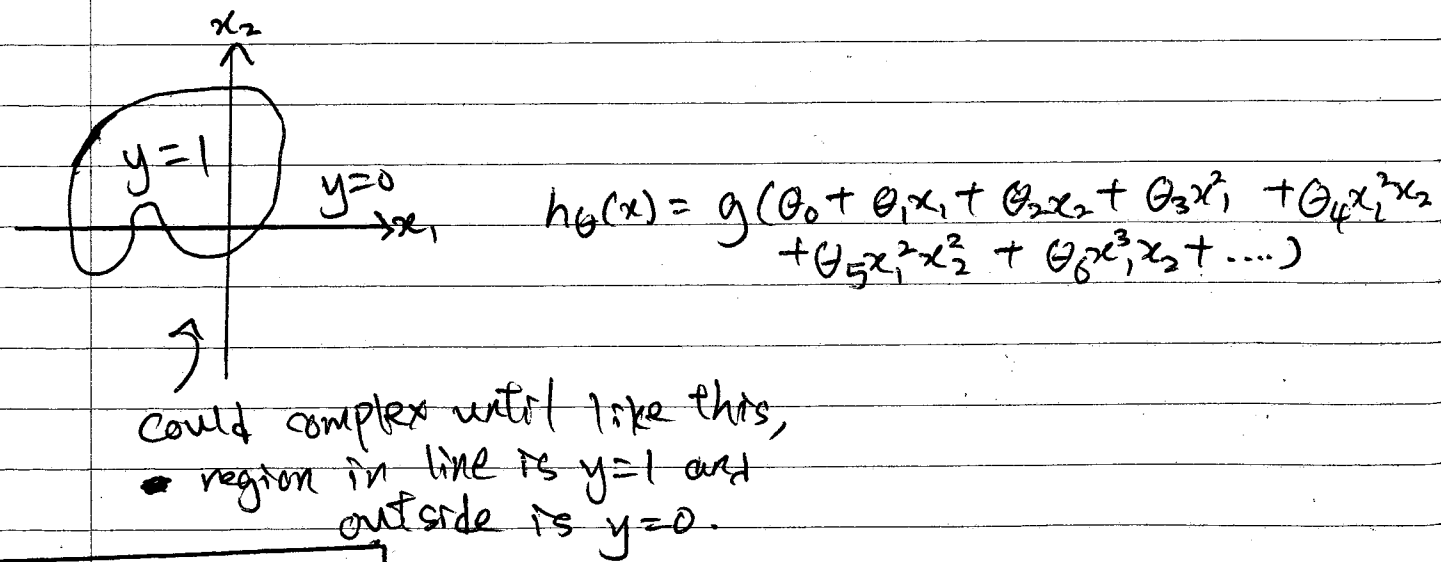 x₂
y=1
y=0
x₁
h_θ(x) = g(θ₀ + θ₁x₁ + θ₂x₂ + θ₃x₁² + θ₄x₁²x₂
+ θ₅x₁²x₂² + θ₆x₁³x₂ + ....)
could complex until like this,
region in line is y=1 and
outside is y=0.